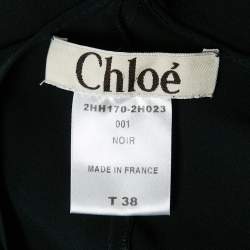 Chloé
2HH170-2H023
001
NOIR
MADE IN FRANCE
T 38